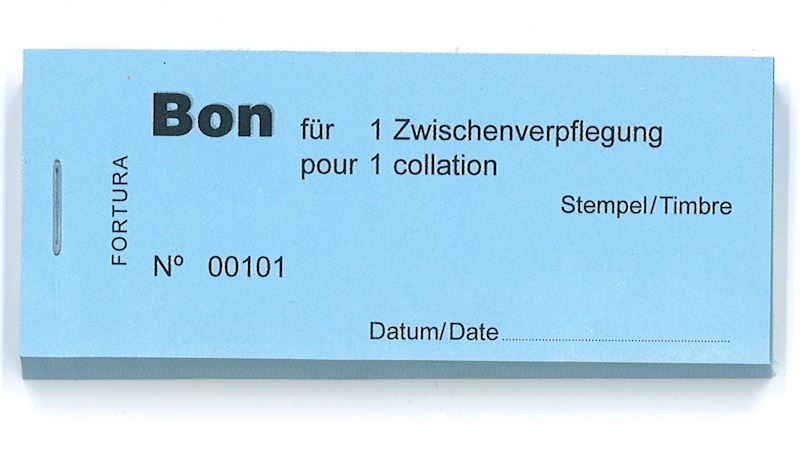 Bon für 1 Zwischenverpflegung
pour 1 collation
Stempel/Timbre
FORTURA
Nº 00101
Datum/Date